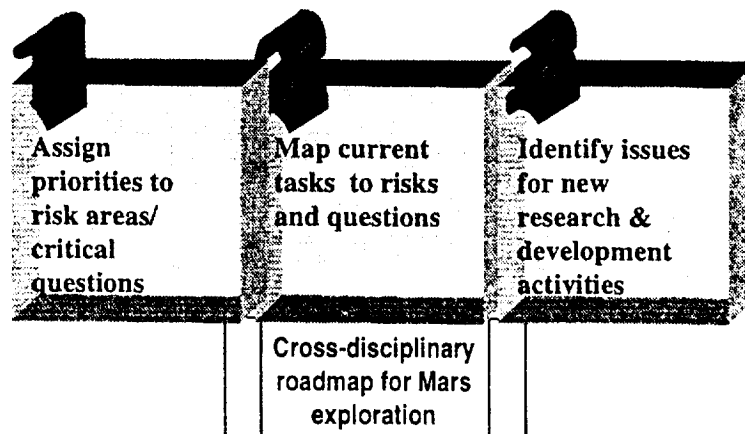 Assign
priorities to
risk areas/
critical
questions
Map current
tasks to risks
and questions
Identify issues
for new
research &
development
activities
Cross-disciplinary
roadmap for Mars
exploration